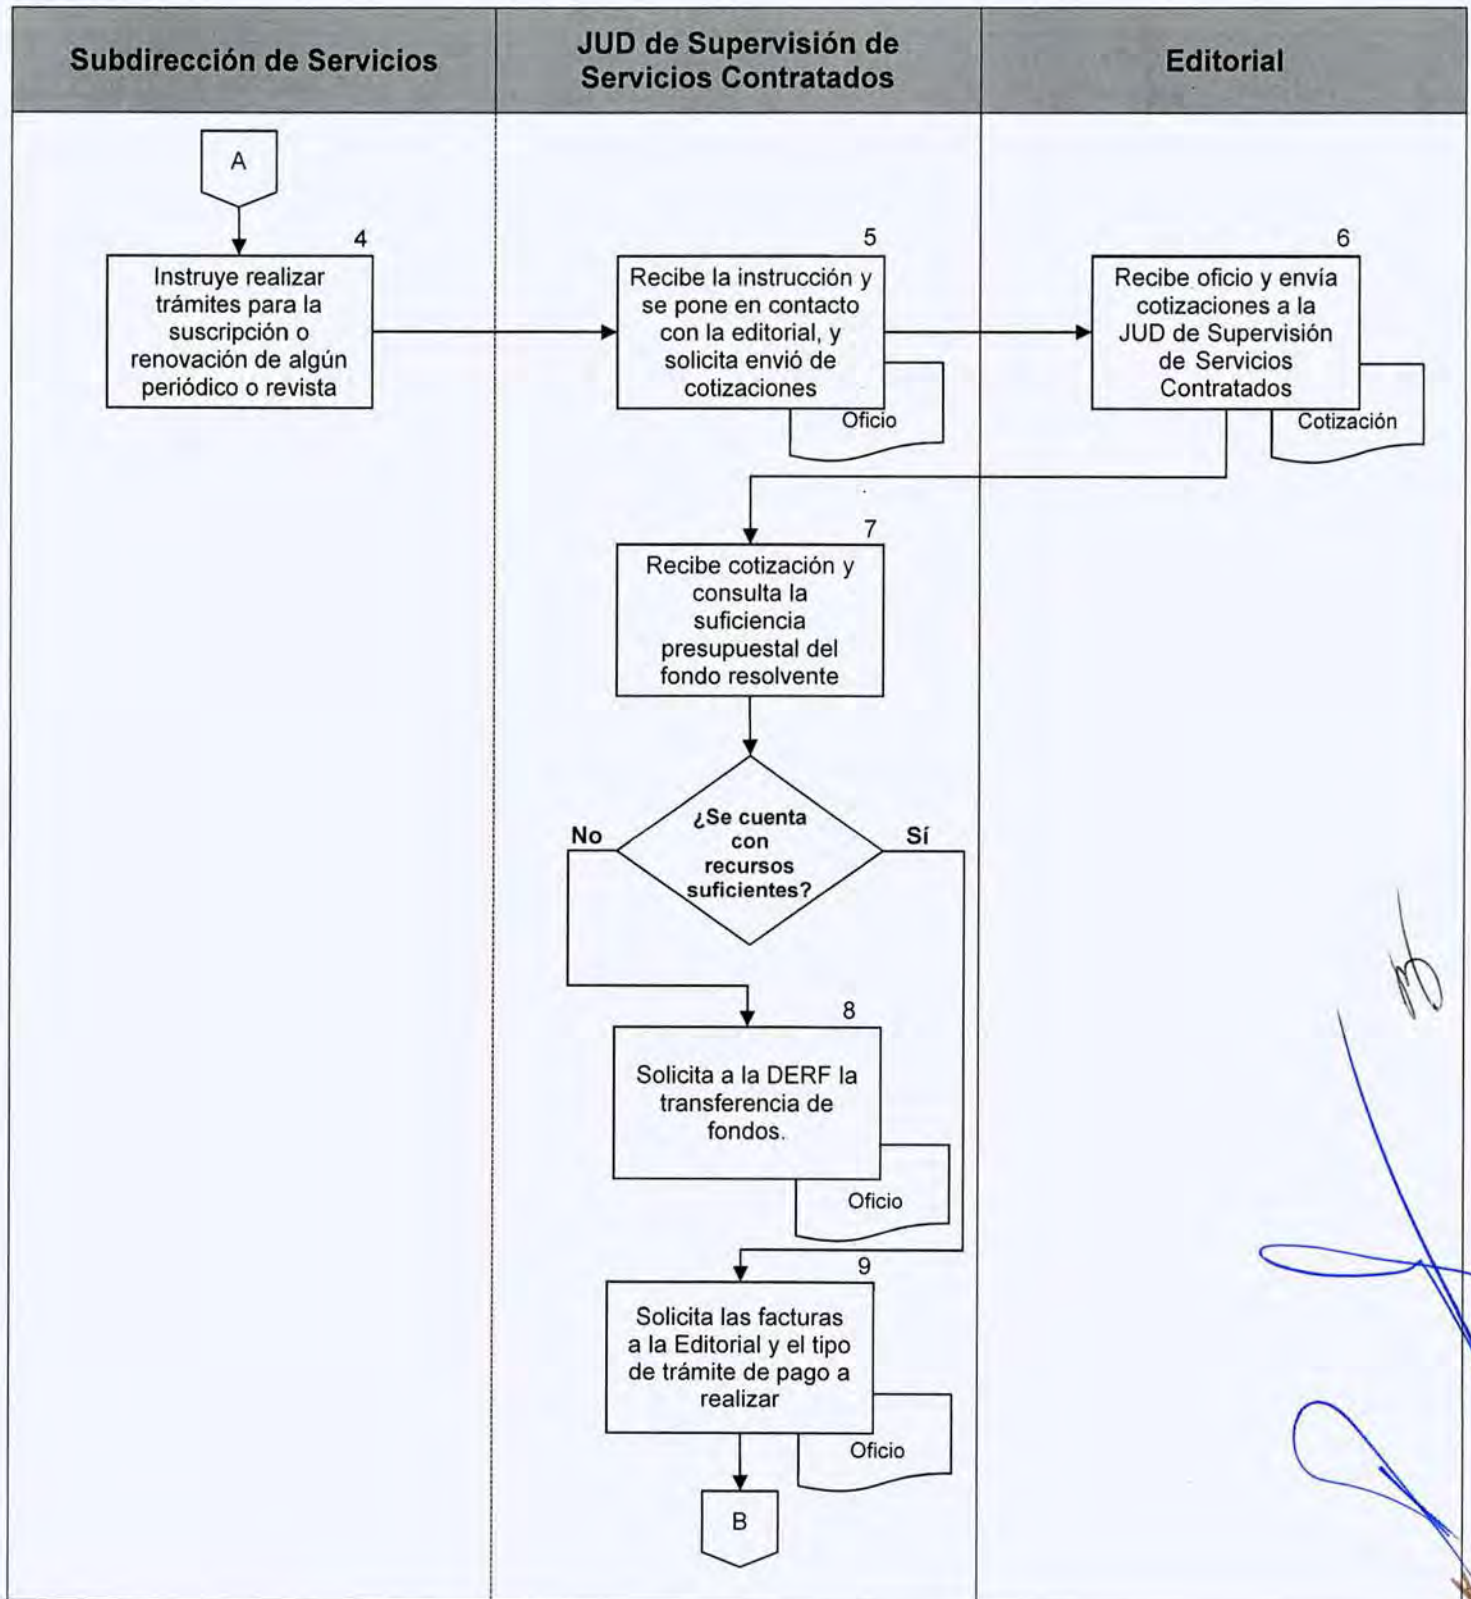 Subdirección de Servicios
JUD de Supervisión de
Servicios Contratados
Editorial
A
4
Instruye realizar
trámites para la
suscripción o
renovación de algún
periódico o revista
5
Recibe la instrucción y
se pone en contacto
con la editorial, y
solicita envió de
cotizaciones
Oficio
6
Recibe oficio y envía
cotizaciones a la
JUD de Supervisión
de Servicios
Contratados
Cotización
7
Recibe cotización y
consulta la
suficiencia
presupuestal del
fondo resolvente
¿Se cuenta
con
recursos
suficientes?
No
Sí
8
Solicita a la DERF la
transferencia de
fondos.
Oficio
9
Solicita las facturas
a la Editorial y el tipo
de trámite de pago a
realizar
Oficio
B